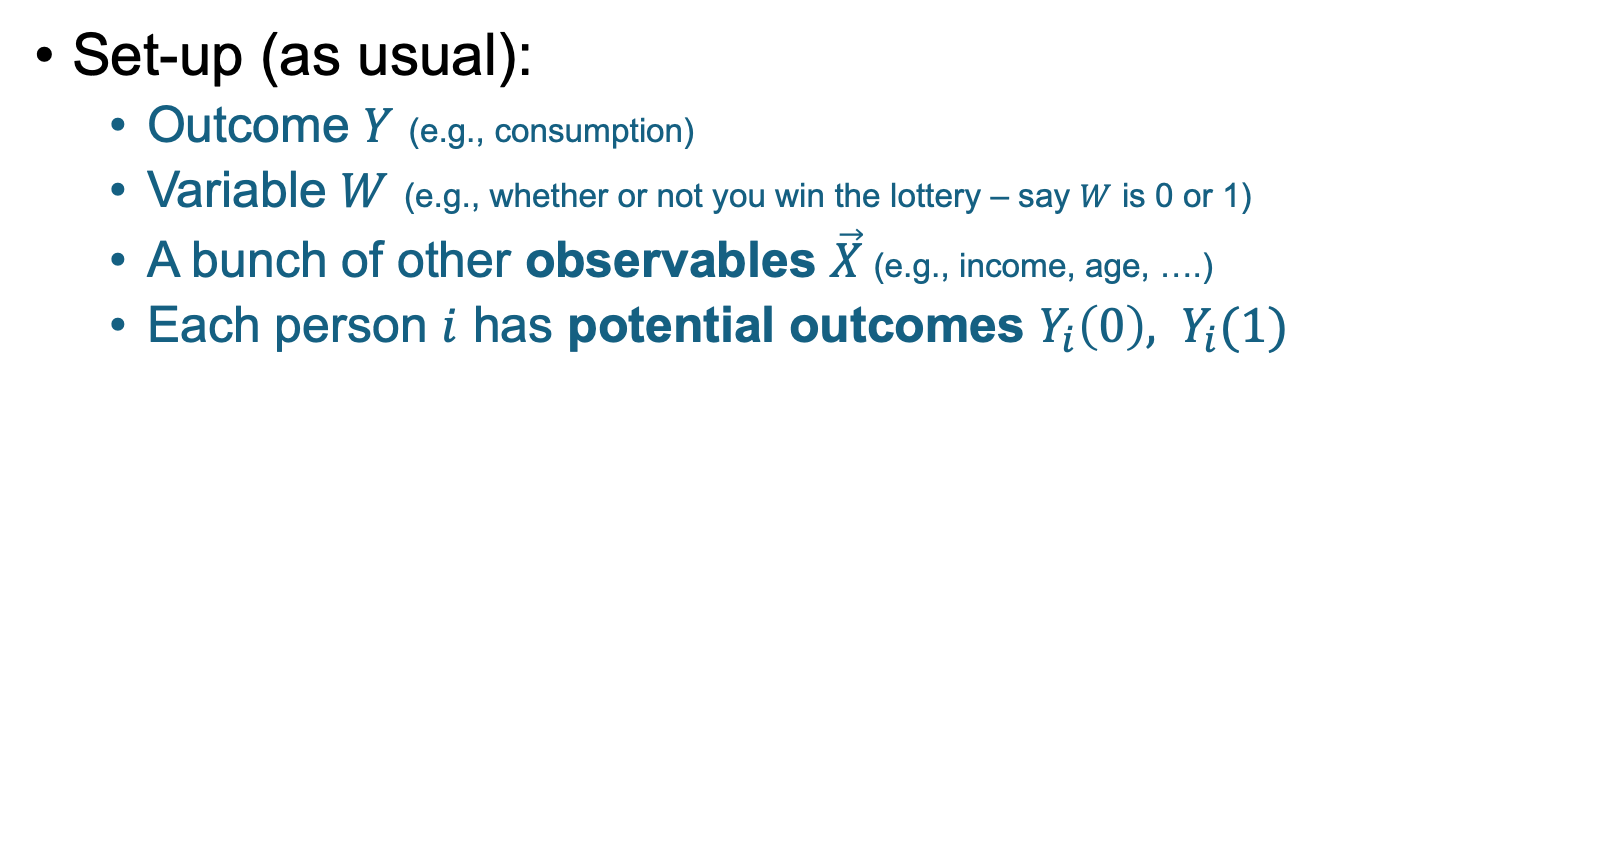 • Set-up (as usual):
• Outcome 𝑌 (e.g., consumption)
• Variable 𝑊 (e.g., whether or not you win the lottery – say 𝑊 is 0 or 1)
• A bunch of other observables 𝑋⃗ (e.g., income, age, ….)
• Each person 𝑖 has potential outcomes 𝑌ᵢ(0), 𝑌ᵢ(1)